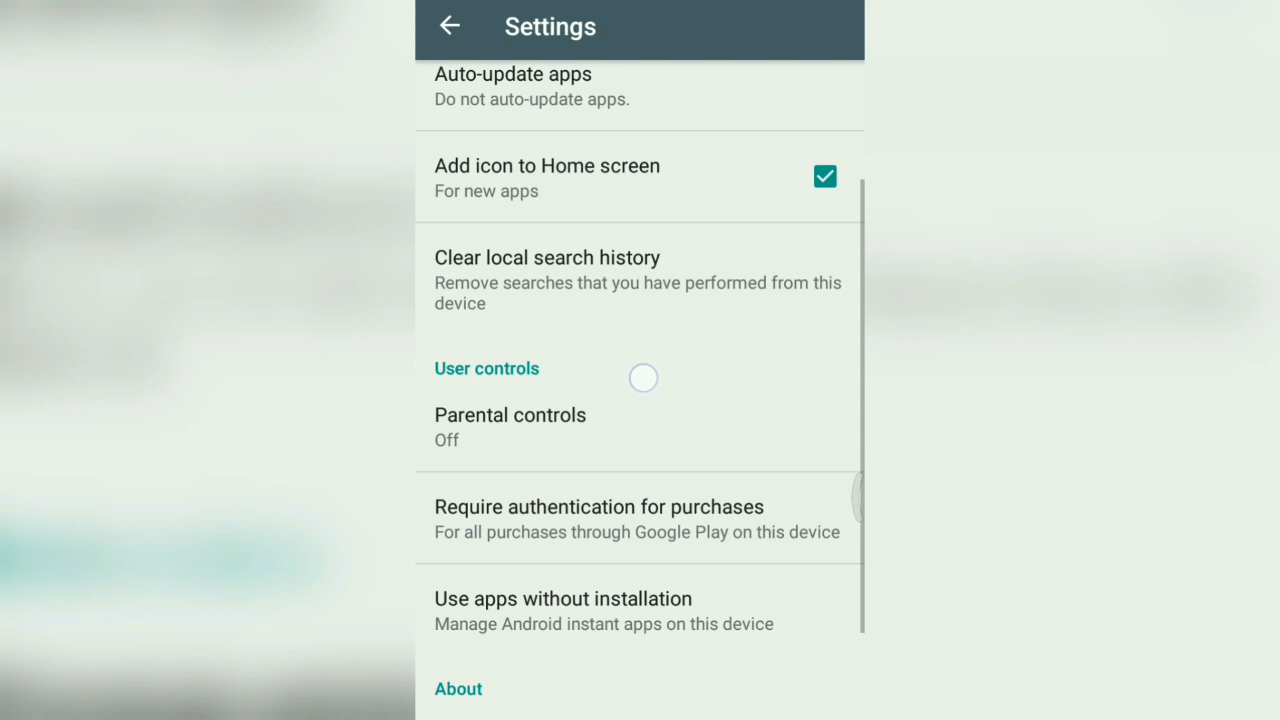 Settings
Auto-update apps
Do not auto-update apps.
Add icon to Home screen
For new apps
Clear local search history
Remove searches that you have performed from this
device
User controls
Parental controls
Off
Require authentication for purchases
For all purchases through Google Play on this device
Use apps without installation
Manage Android instant apps on this device
About